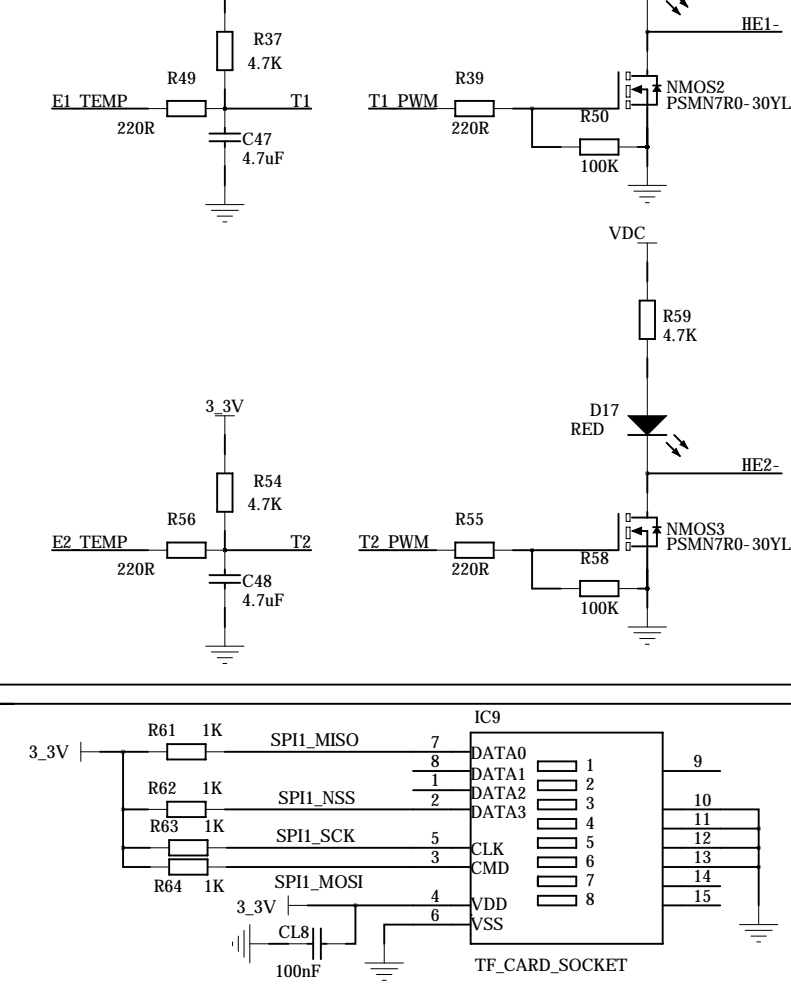 HE1-
R37
4.7K
R49
E1_TEMP
220R
T1
C47
4.7uF
T1_PWM
R39
220R
R50
100K
NMOS2
PSMN7R0-30YL
VDC
R59
4.7K
D17
RED
HE2-
3_3V
R54
4.7K
R56
E2_TEMP
220R
T2
C48
4.7uF
T2_PWM
R55
220R
R58
100K
NMOS3
PSMN7R0-30YL
IC9
3_3V
R61 1K SPI1_MISO 7 DATA0
8 DATA1
1 DATA2
R62 1K SPI1_NSS 2 DATA3
R63 1K SPI1_SCK 5 CLK
3 CMD
R64 1K SPI1_MOSI
3_3V 4 VDD
6 VSS
CL8
100nF
1
2
3
4
5
6
7
8
9
10
11
12
13
14
15
TF_CARD_SOCKET